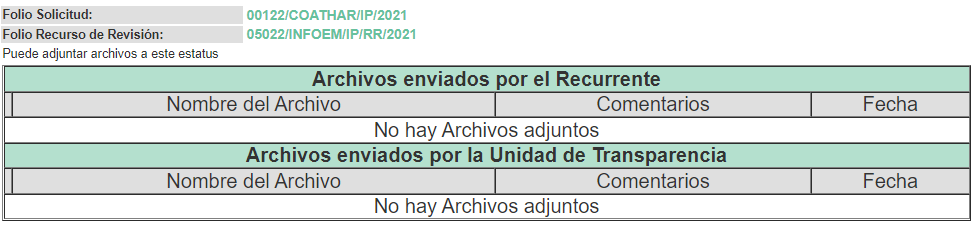 Folio Solicitud: 00122/COATHAR/IP/2021
Folio Recurso de Revisión: 05022/INFOEM/IP/RR/2021
Puede adjuntar archivos a este estatus
Archivos enviados por el Recurrente
Nombre del Archivo Comentarios Fecha
No hay Archivos adjuntos
Archivos enviados por la Unidad de Transparencia
Nombre del Archivo Comentarios Fecha
No hay Archivos adjuntos